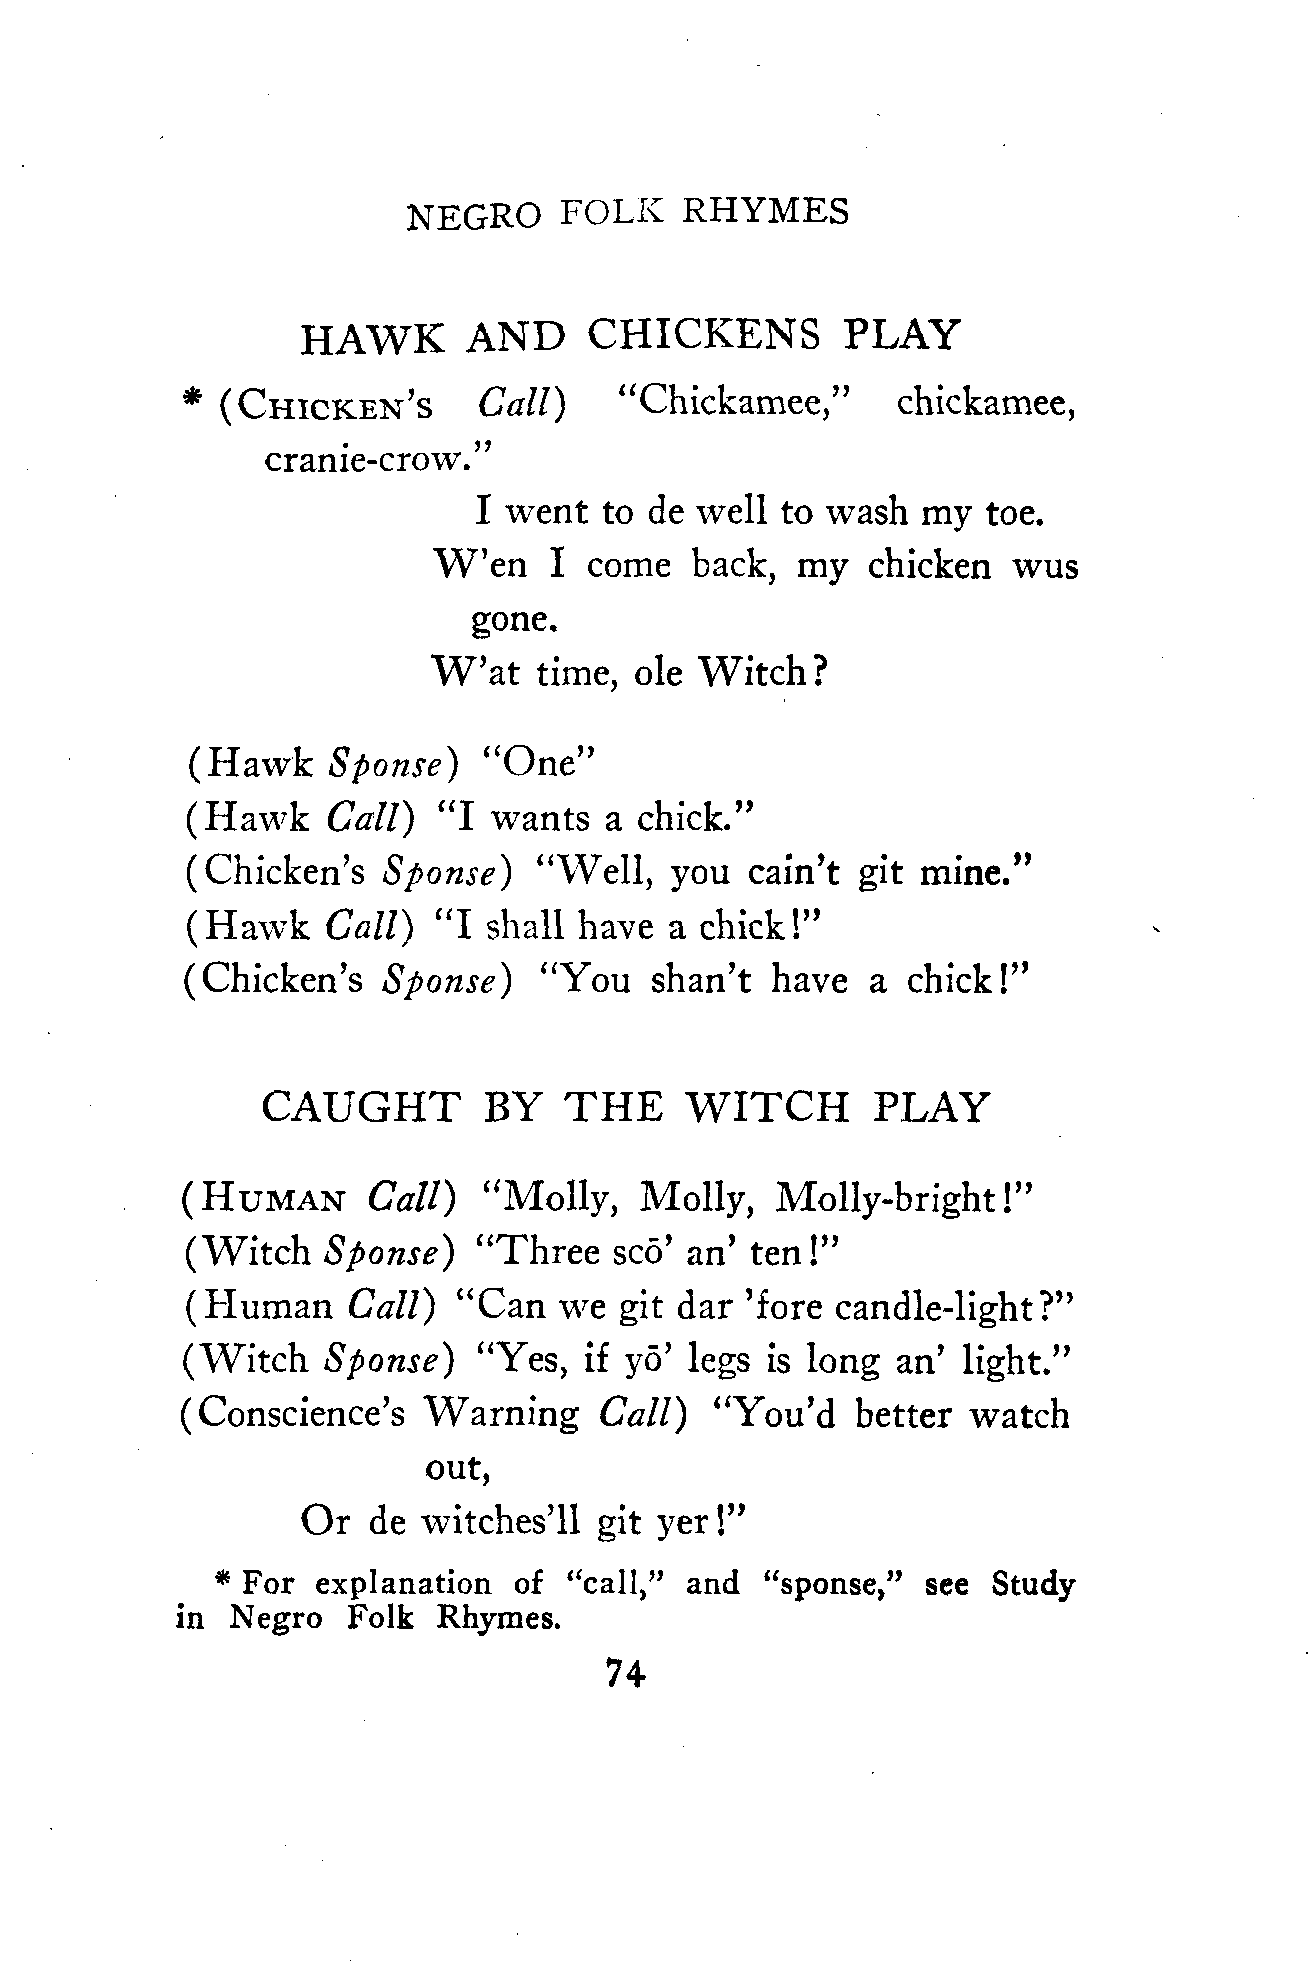 NEGRO FOLK RHYMES
HAWK AND CHICKENS PLAY
* (CHICKEN'S Call) "Chickamee," chickamee,
cranie-crow."
I went to de well to wash my toe.
W'en I come back, my chicken wus
gone.
W'at time, ole Witch?
(Hawk Sponse) "One"
(Hawk Call) "I wants a chick."
(Chicken's Sponse) "Well, you cain't git mine."
(Hawk Call) "I shall have a chick!"
(Chicken's Sponse) "You shan't have a chick!"
CAUGHT BY THE WITCH PLAY
(HUMAN Call) "Molly, Molly, Molly-bright!"
(Witch Sponse) "Three scō' an' ten!"
(Human Call) "Can we git dar 'fore candle-light?"
(Witch Sponse) "Yes, if yō' legs is long an' light."
(Conscience's Warning Call) "You'd better watch
out,
Or de witches'll git yer!"
* For explanation of "call," and "sponse," see Study
in Negro Folk Rhymes.
74